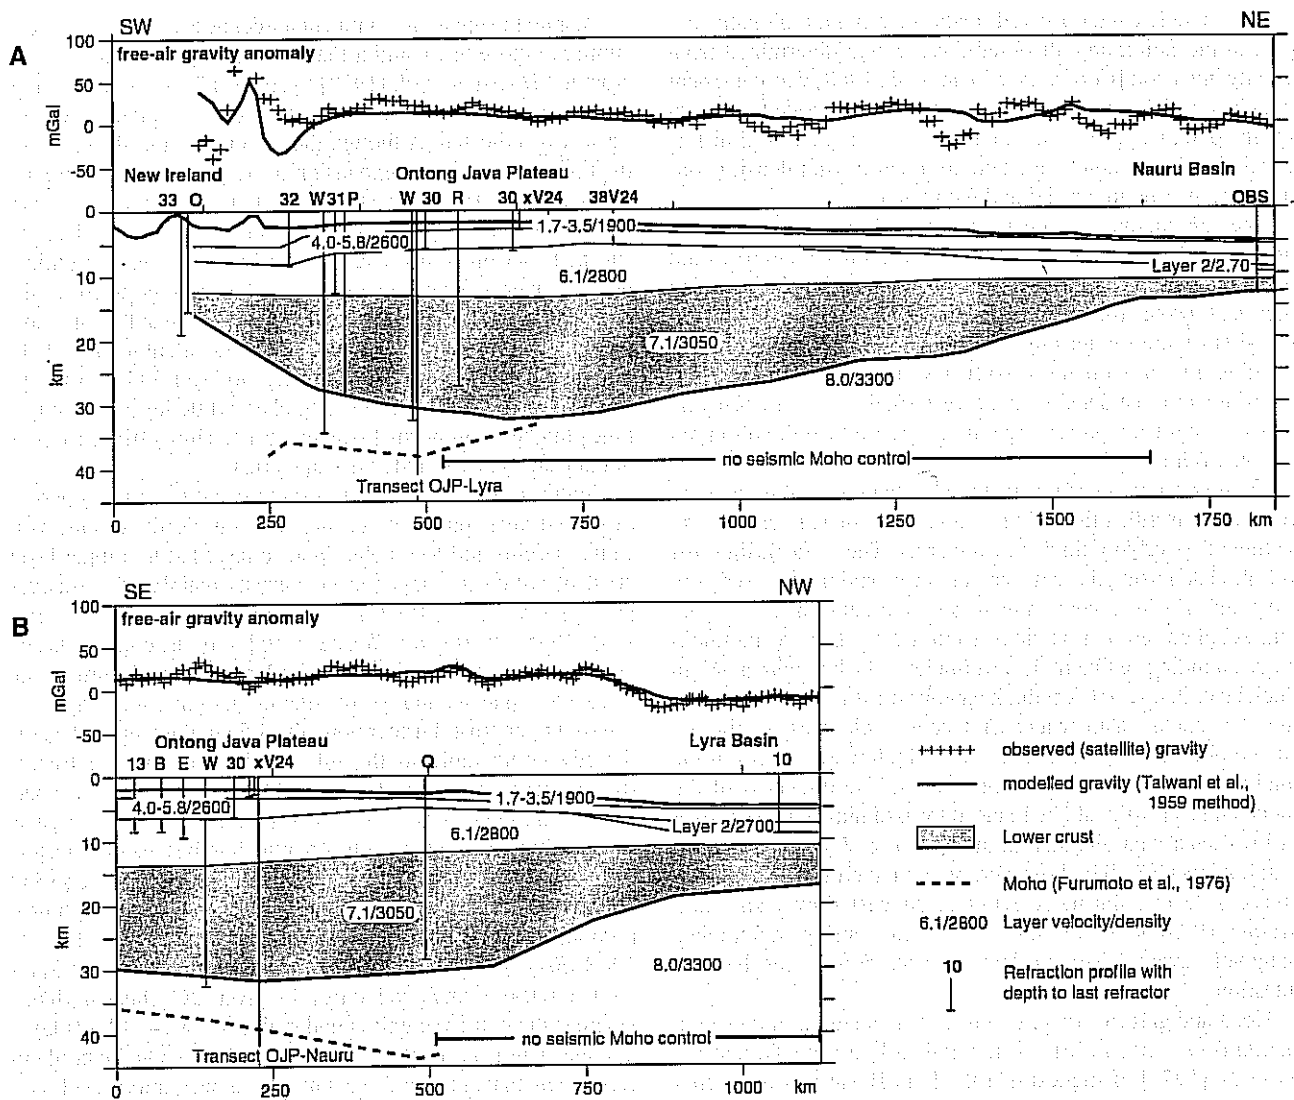 SW NE
A
100
free-air gravity anomaly
50
mGal
0
-50
New Ireland Ontong Java Plateau Nauru Basin
33 O 32 W 31 P W 30 R 30 xV24 38V24 OBS
0
1.7-3.5/1900
4.0-5.8/2600
Layer 2/2.70
10
6.1/2800
20
7.1/3050
km
8.0/3300
30
40
no seismic Moho control
Transect OJP-Lyra
0 250 500 750 1000 1250 1500 1750 km
SE NW
B
100
free-air gravity anomaly
50
mGal
0
-50
Ontong Java Plateau Lyra Basin
13 B E W 30 xV24 O 10
0
4.0-5.8/2600 1.7-3.5/1900
6.1/2800 Layer 2/2700
10
20
7.1/3050
km
30
8.0/3300
40
no seismic Moho control
Transect OJP-Nauru
0 250 500 750 1000 km
observed (satellite) gravity
modelled gravity (Talwani et al.,
1959 method)
Lower crust
Moho (Furumoto et al., 1976)
6.1/2800 Layer velocity/density
10 Refraction profile with
depth to last refractor